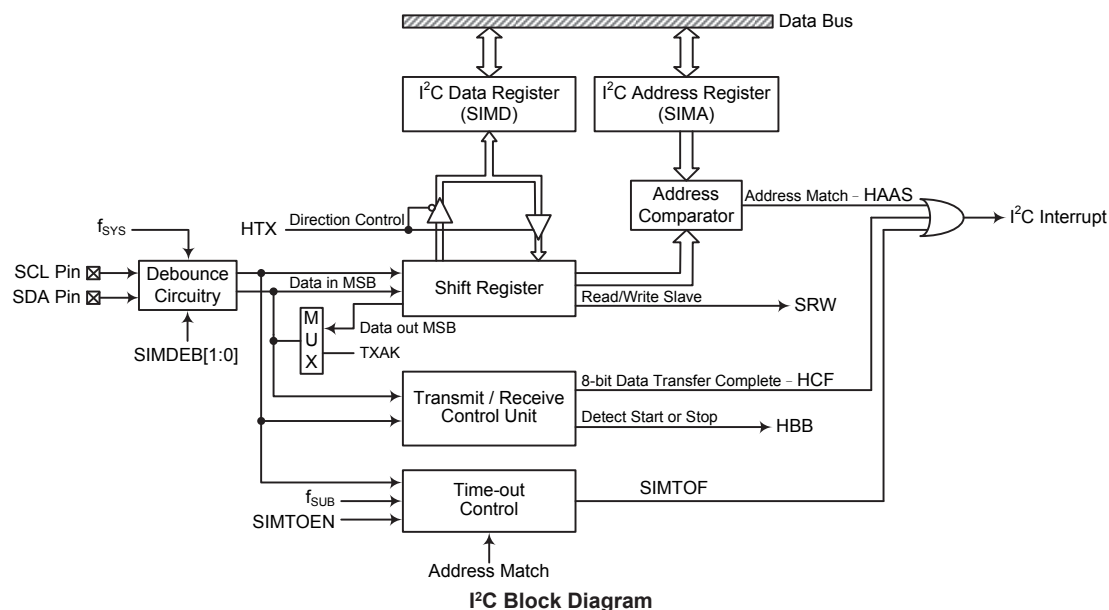 Data Bus
I²C Data Register
(SIMD)
I²C Address Register
(SIMA)
Address
Comparator
Address Match - HAAS
I²C Interrupt
HTX
Direction Control
fSYS
SCL Pin
SDA Pin
Debounce
Circuitry
SIMDEB[1:0]
Data in MSB
Shift Register
Read/Write Slave
SRW
M
U
X
Data out MSB
TXAK
Transmit / Receive
Control Unit
8-bit Data Transfer Complete - HCF
Detect Start or Stop
HBB
fSUB
SIMTOEN
Time-out
Control
SIMTOF
Address Match
I²C Block Diagram